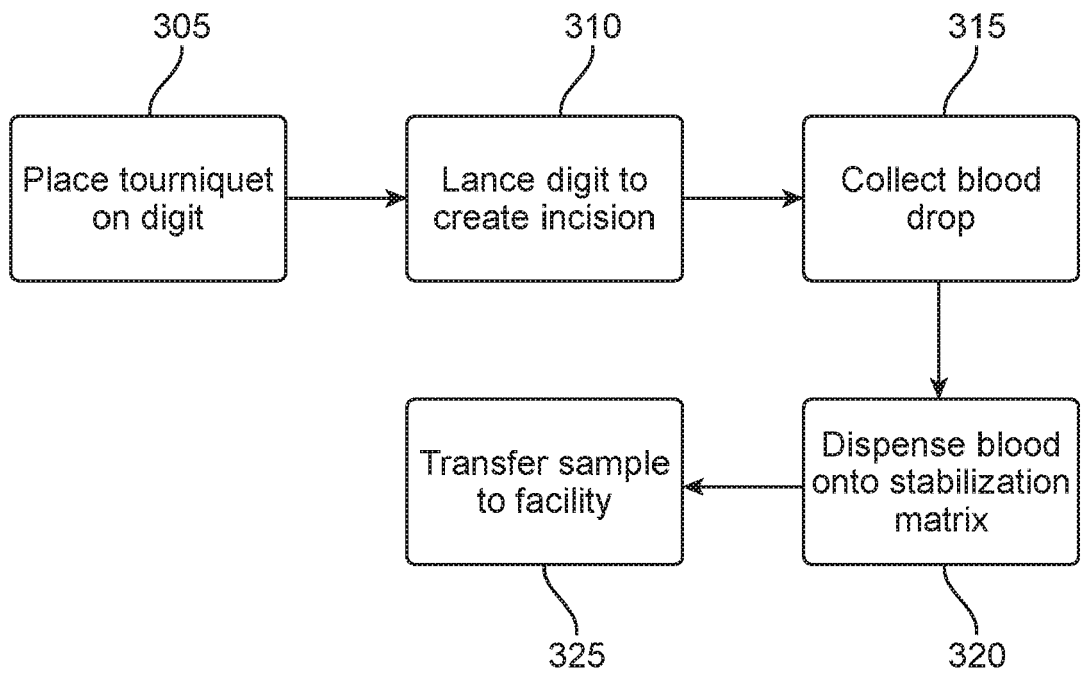 305
310
315
Place tourniquet
on digit
Lance digit to
create incision
Collect blood
drop
Dispense blood
onto stabilization
matrix
Transfer sample
to facility
325
320